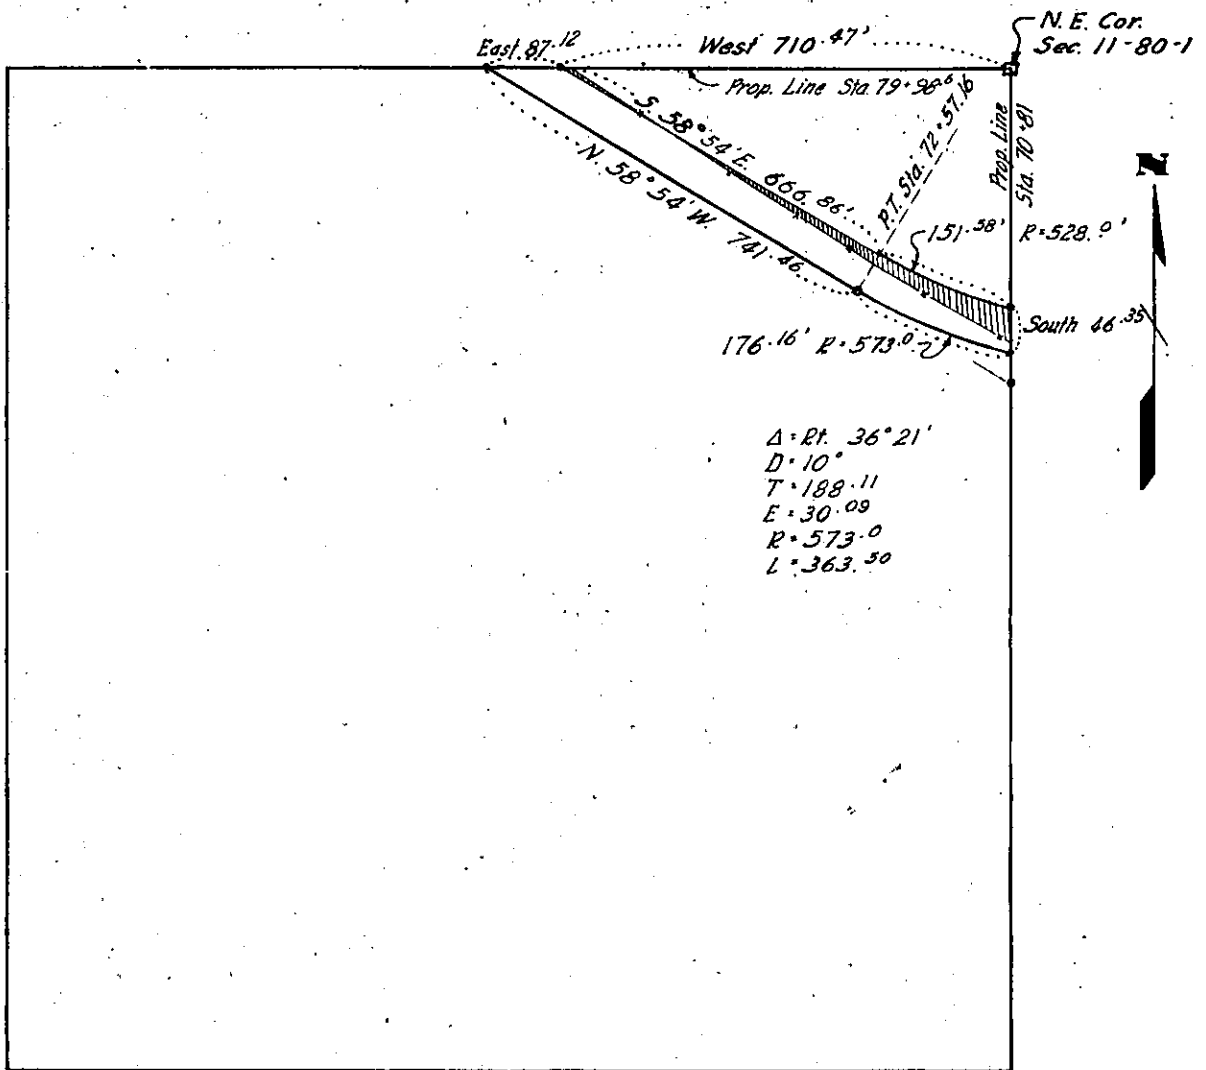 N. E. Cor.
Sec. 11-80-1
East 87.12
West 710.47'
Prop. Line Sta. 79+98.6
S. 58°54' E. 666.86'
N. 58°54' W. 741.46
P.T. Sta. 72+57.16
Prop. Line
Sta. 70+81
N
151.58' R=528.0'
South 46.35
176.16' R=573.0
Δ=Rt. 36°21'
D=10°
T=188.11
E=30.09
R=573.0
L=363.50